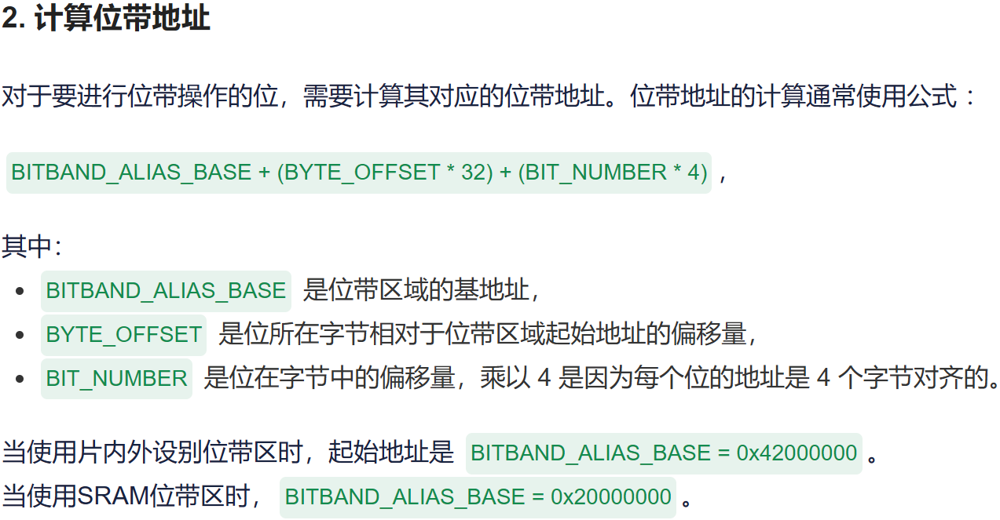 2. 计算位带地址
对于要进行位带操作的位，需要计算其对应的位带地址。位带地址的计算通常使用公式 ：
BITBAND_ALIAS_BASE + (BYTE_OFFSET * 32) + (BIT_NUMBER * 4) ，
其中：
• BITBAND_ALIAS_BASE 是位带区域的基地址，
• BYTE_OFFSET 是位所在字节相对于位带区域起始地址的偏移量，
• BIT_NUMBER 是位在字节中的偏移量，乘以 4 是因为每个位的地址是 4 个字节对齐的。
当使用片内外设别位带区时，起始地址是 BITBAND_ALIAS_BASE = 0x42000000 。
当使用SRAM位带区时， BITBAND_ALIAS_BASE = 0x20000000 。